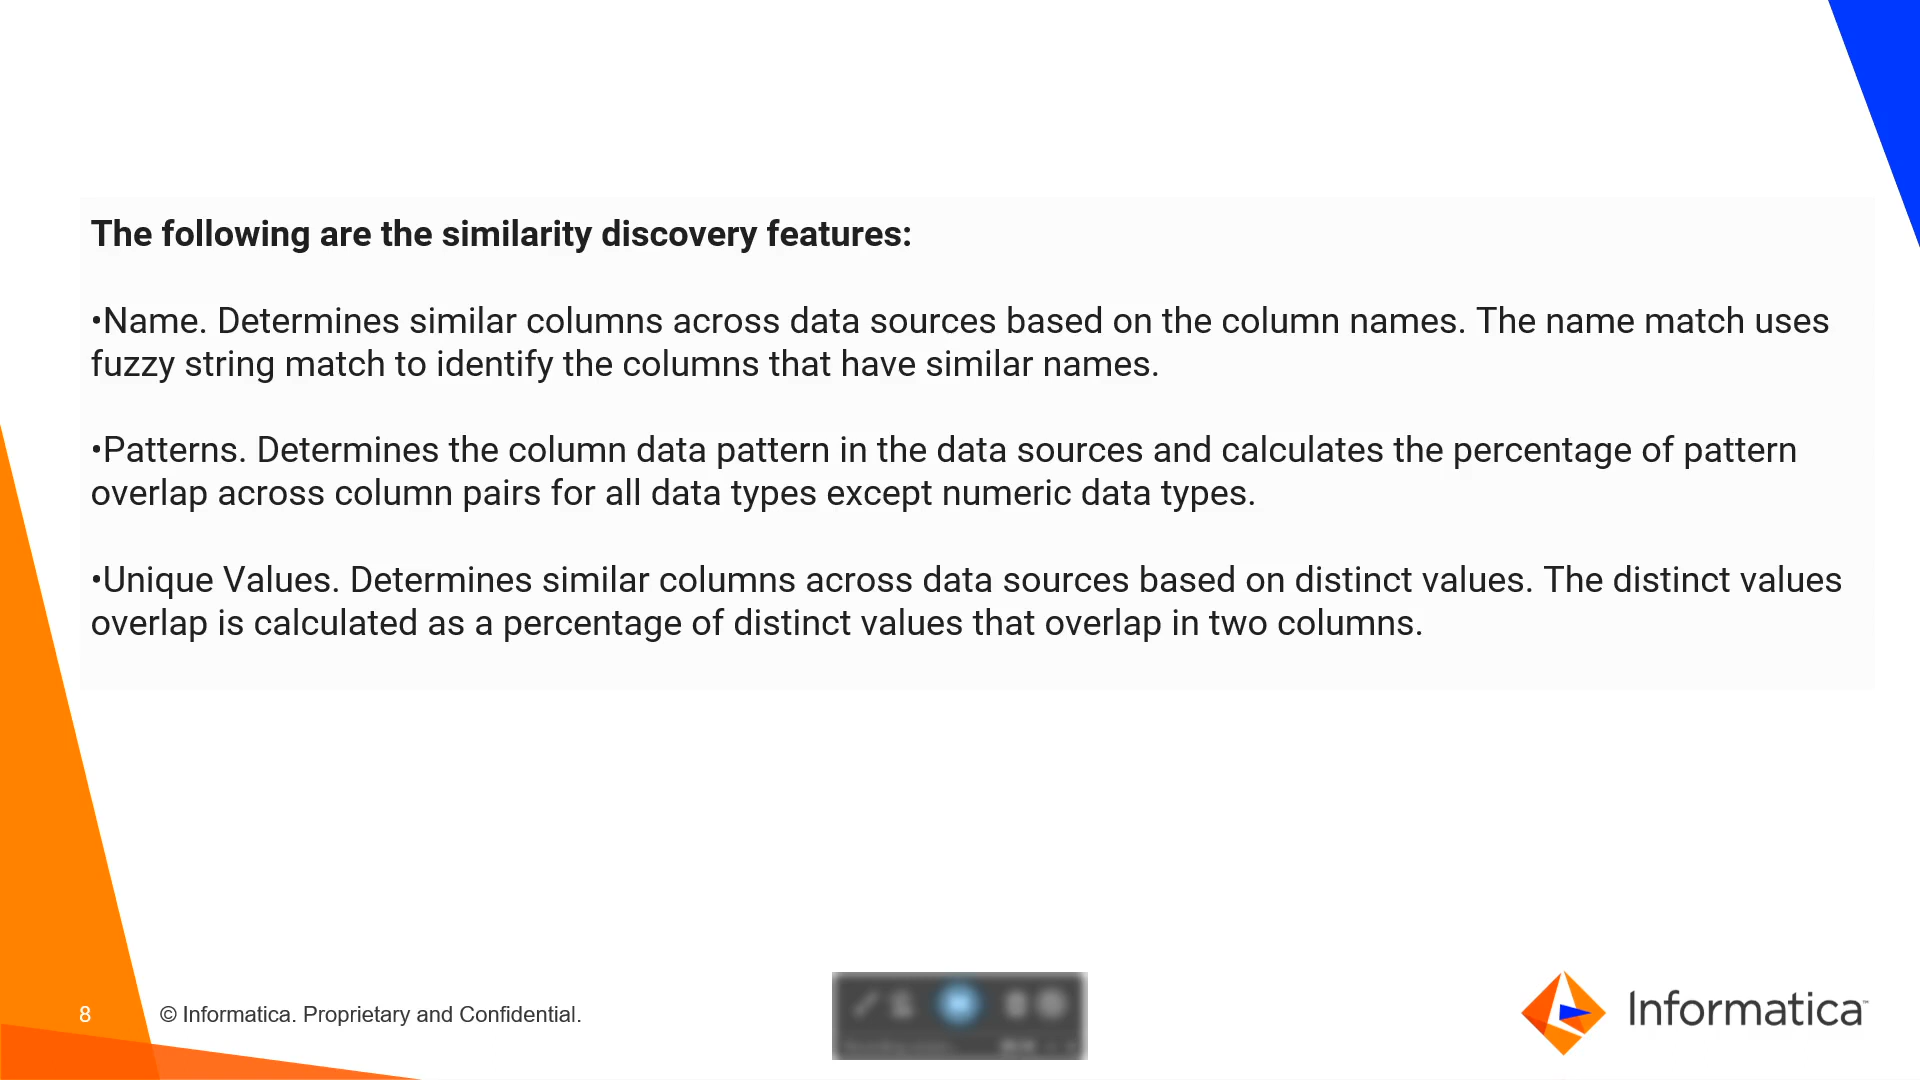 The following are the similarity discovery features:
•Name. Determines similar columns across data sources based on the column names. The name match uses
fuzzy string match to identify the columns that have similar names.
•Patterns. Determines the column data pattern in the data sources and calculates the percentage of pattern
overlap across column pairs for all data types except numeric data types.
•Unique Values. Determines similar columns across data sources based on distinct values. The distinct values
overlap is calculated as a percentage of distinct values that overlap in two columns.
8
© Informatica. Proprietary and Confidential.
Informatica™